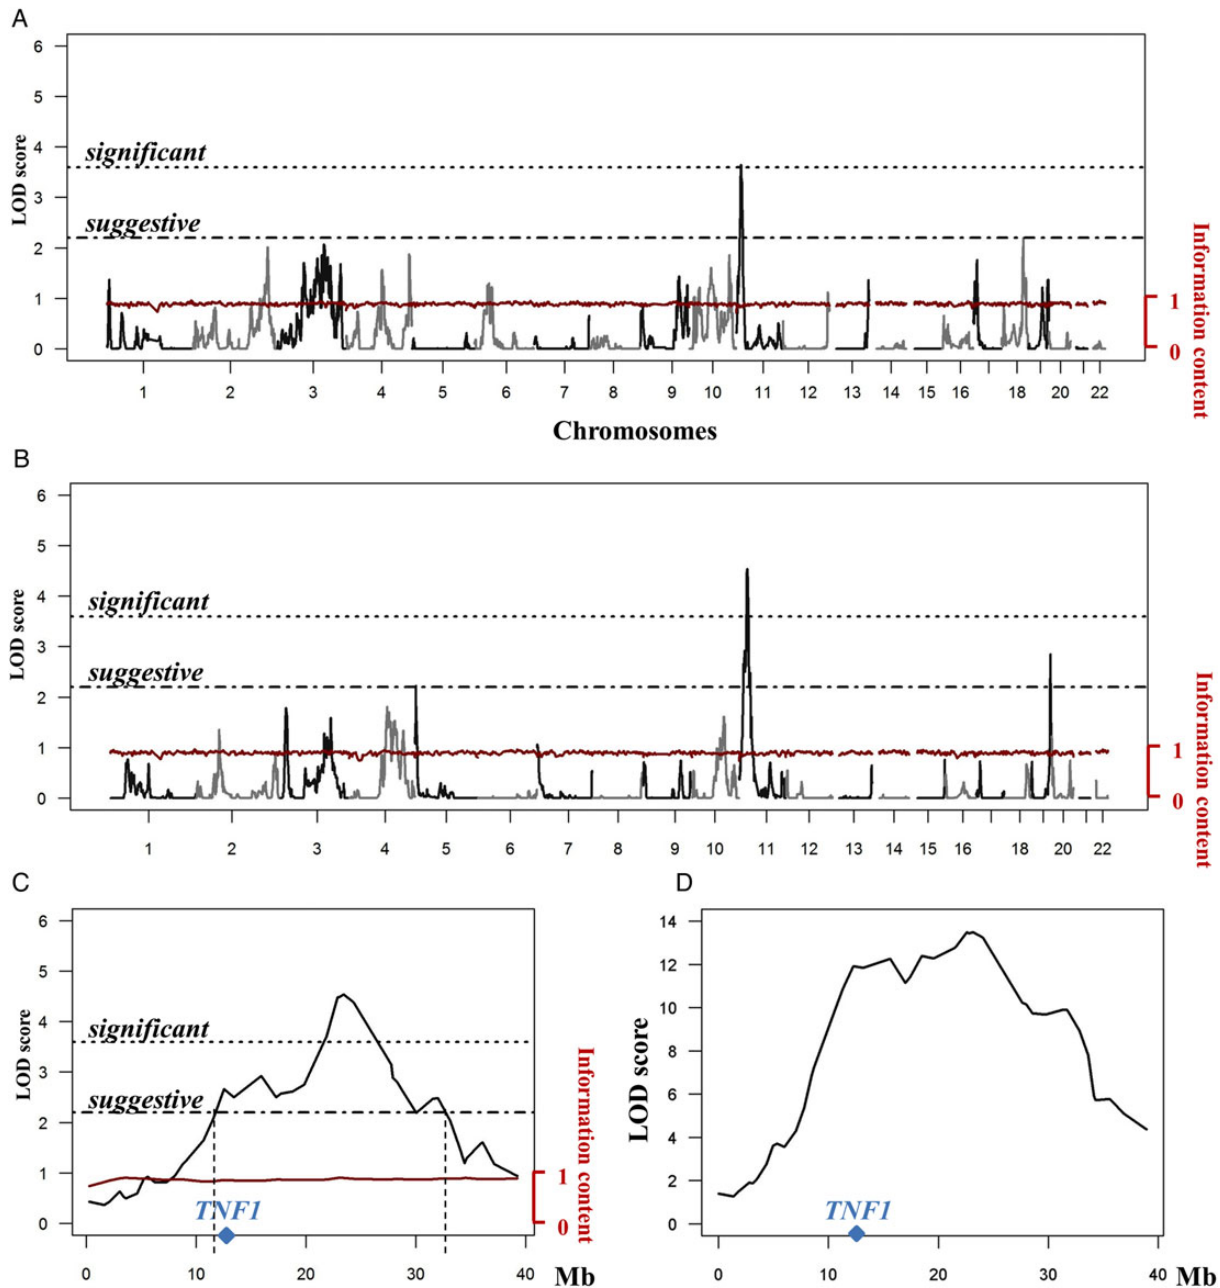 A
6
5
4
3
2
1
0
LOD score
significant
suggestive
1
0
Information content
1 2 3 4 5 6 7 8 9 10 11 12 13 14 15 16 18 20 22
Chromosomes
B
6
5
4
3
2
1
0
LOD score
significant
suggestive
1
0
Information content
1 2 3 4 5 6 7 8 9 10 11 12 13 14 15 16 18 20 22
C
6
5
4
3
2
1
0
LOD score
significant
suggestive
1
0
Information content
TNF1
0 10 20 30 40 Mb
D
14
12
10
8
6
4
2
0
LOD score
TNF1
0 10 20 30 40 Mb